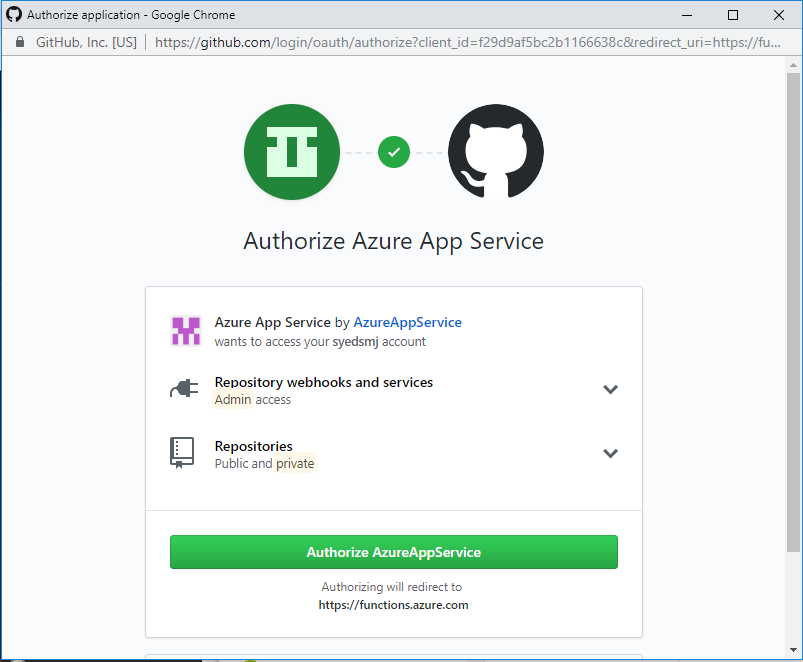 Authorize application - Google Chrome
GitHub, Inc. [US] | https://github.com/login/oauth/authorize?client_id=f29d9af5bc2b1166638c&redirect_uri=https://fu...
Authorize Azure App Service
Azure App Service by AzureAppService
wants to access your syedsmj account
Repository webhooks and services
Admin access
Repositories
Public and private
Authorize AzureAppService
Authorizing will redirect to
https://functions.azure.com